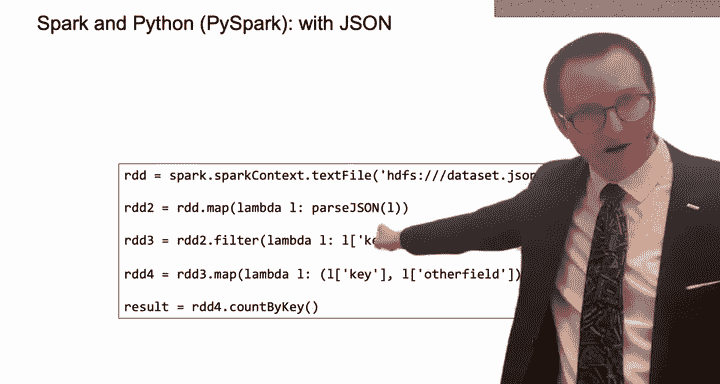 Spark and Python (PySpark): with JSON
rdd = spark.sparkContext.textFile('hdfs:///dataset.json
rdd2 = rdd.map(lambda l: parseJSON(l))
rdd3 = rdd2.filter(lambda l: l['ke
rdd4 = rdd3.map(lambda l: (l['key'], l['otherfield'])
result = rdd4.countByKey()